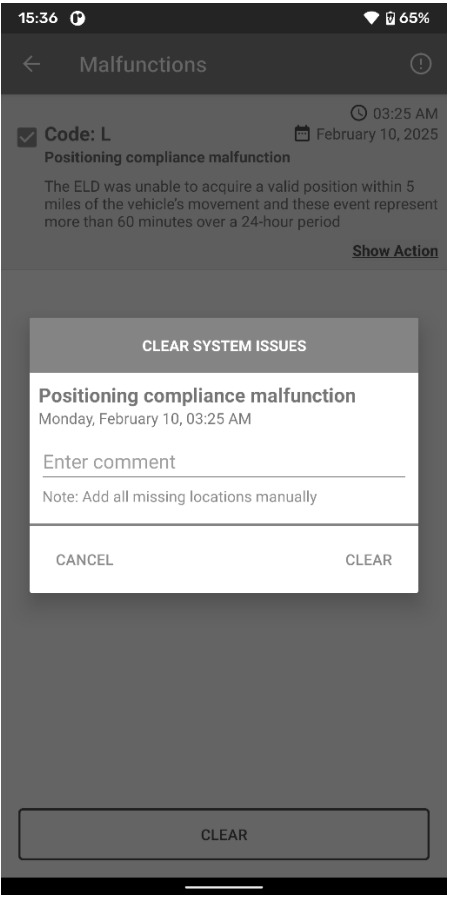 15:36 65%
Malfunctions
03:25 AM
Code: L February 10, 2025
Positioning compliance malfunction
The ELD was unable to acquire a valid position within 5
miles of the vehicle's movement and these event represent
more than 60 minutes over a 24-hour period
Show Action
CLEAR SYSTEM ISSUES
Positioning compliance malfunction
Monday, February 10, 03:25 AM
Enter comment
Note: Add all missing locations manually
CANCEL CLEAR
CLEAR